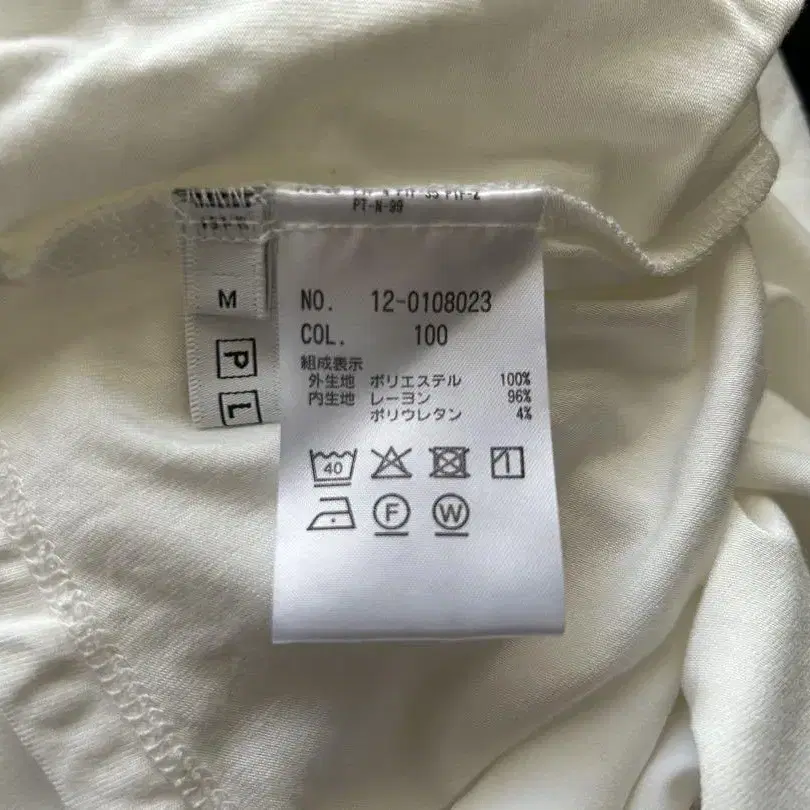 PT-N-99
M
P
L
NO. 12-0108023
COL. 100
組成表示
外生地 ポリエステル 100%
内生地 レーヨン 96%
ポリウレタン 4%
40
F W